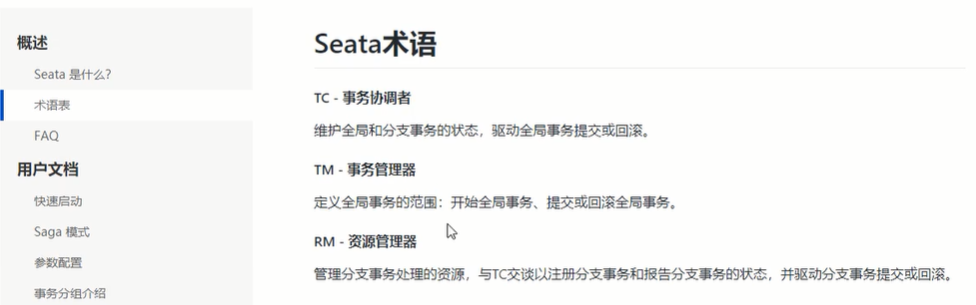 概述
Seata 是什么?
术语表
FAQ
用户文档
快速启动
Saga 模式
参数配置
事务分组介绍
Seata术语
TC - 事务协调者
维护全局和分支事务的状态，驱动全局事务提交或回滚。
TM - 事务管理器
定义全局事务的范围：开始全局事务、提交或回滚全局事务。
RM - 资源管理器
管理分支事务处理的资源，与TC交谈以注册分支事务和报告分支事务的状态，并驱动分支事务提交或回滚。